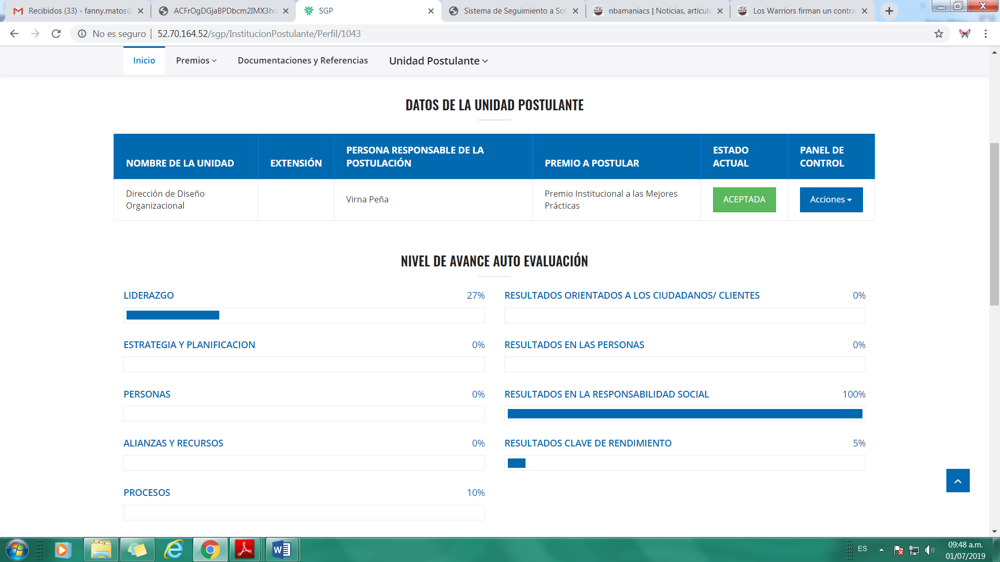 Recibidos (33) - fanny.matos@
ACFrOgDGjaBPDbcm2IMX3ho
SGP
Sistema de Seguimiento a Sol
nbamaniacs | Noticias, artícul
Los Warriors firman un contra
No es seguro | 52.70.164.52/sgp/InstitucionPostulante/Perfil/1043
Inicio
Premios
Documentaciones y Referencias
Unidad Postulante
DATOS DE LA UNIDAD POSTULANTE
NOMBRE DE LA UNIDAD
EXTENSIÓN
PERSONA RESPONSABLE DE LA
POSTULACIÓN
PREMIO A POSTULAR
ESTADO
ACTUAL
PANEL DE
CONTROL
Dirección de Diseño
Organizacional
Virna Peña
Premio Institucional a las Mejores
Prácticas
ACEPTADA
Acciones
NIVEL DE AVANCE AUTO EVALUACIÓN
LIDERAZGO 27%
ESTRATEGIA Y PLANIFICACION 0%
PERSONAS 0%
ALIANZAS Y RECURSOS 0%
PROCESOS 10%
RESULTADOS ORIENTADOS A LOS CIUDADANOS/ CLIENTES 0%
RESULTADOS EN LAS PERSONAS 0%
RESULTADOS EN LA RESPONSABILIDAD SOCIAL 100%
RESULTADOS CLAVE DE RENDIMIENTO 5%
ES
09:48 a.m.
01/07/2019